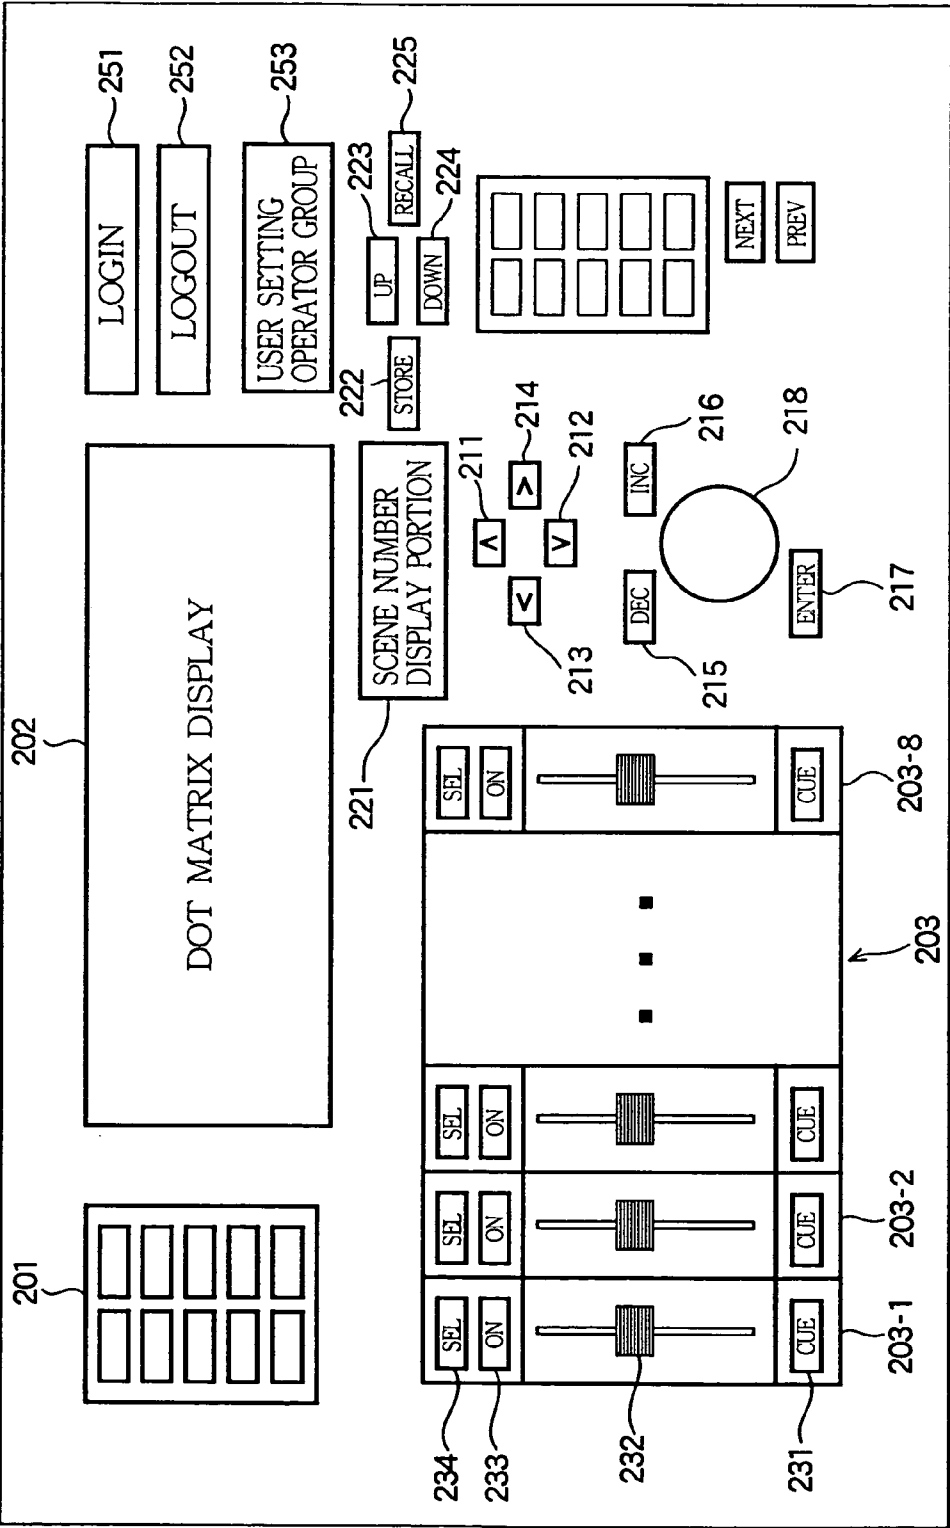 202
201
DOT MATRIX DISPLAY
LOGIN
251
LOGOUT
252
USER SETTING
OPERATOR GROUP
253
221
SCENE NUMBER
DISPLAY PORTION
222
STORE
UP
223
DOWN
224
RECALL
225
211
∧
<
213
>
214
∨
212
DEC
215
INC
216
218
ENTER
217
NEXT
PREV
234
SEL
SEL
SEL
SEL
233
ON
ON
ON
ON
232
231
CUE
CUE
CUE
CUE
203-1
203-2
203
203-8